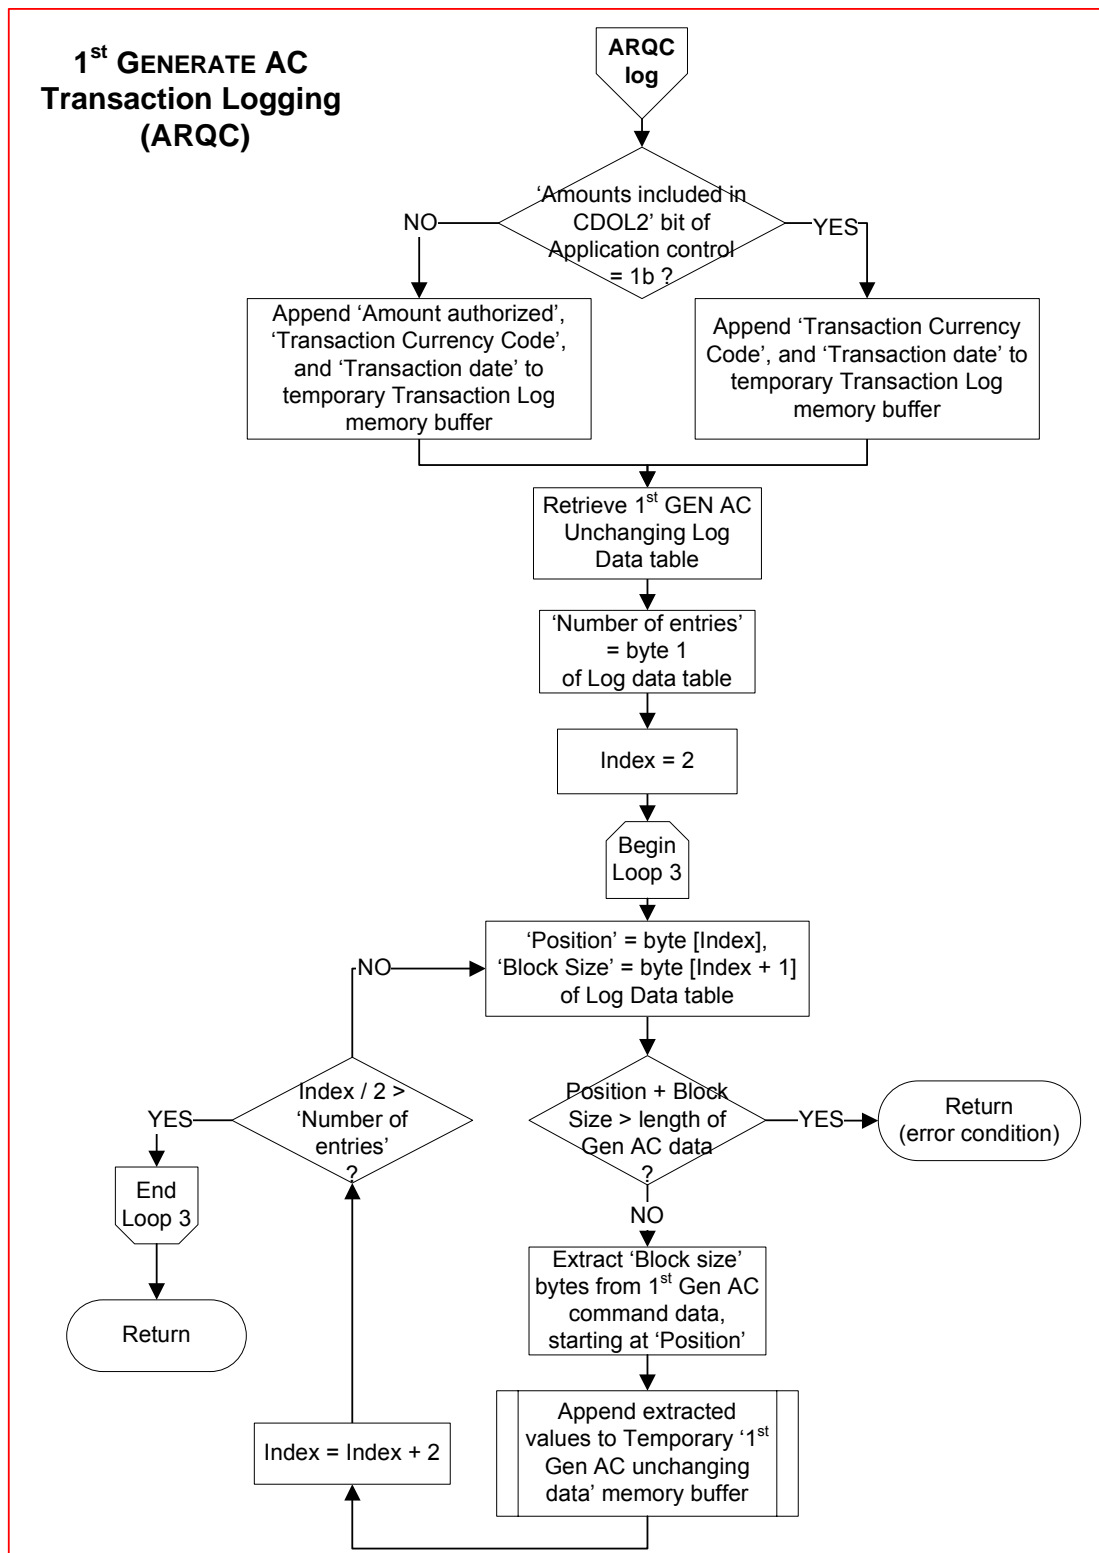 1st GENERATE AC
Transaction Logging
(ARQC)
ARQC
log
‘Amounts included in
CDOL2’ bit of
Application control
= 1b ?
NO
YES
Append ‘Amount authorized’,
‘Transaction Currency Code’,
and ‘Transaction date’ to
temporary Transaction Log
memory buffer
Append ‘Transaction Currency
Code’, and ‘Transaction date’ to
temporary Transaction Log
memory buffer
Retrieve 1st GEN AC
Unchanging Log
Data table
‘Number of entries’
= byte 1
of Log data table
Index = 2
Begin
Loop 3
‘Position’ = byte [Index],
‘Block Size’ = byte [Index + 1]
of Log Data table
NO
Index / 2 >
‘Number of
entries’
?
YES
End
Loop 3
Return
Position + Block
Size > length of
Gen AC data
?
YES
Return
(error condition)
NO
Extract ‘Block size’
bytes from 1st Gen AC
command data,
starting at ‘Position’
Append extracted
values to Temporary ‘1st
Gen AC unchanging
data’ memory buffer
Index = Index + 2